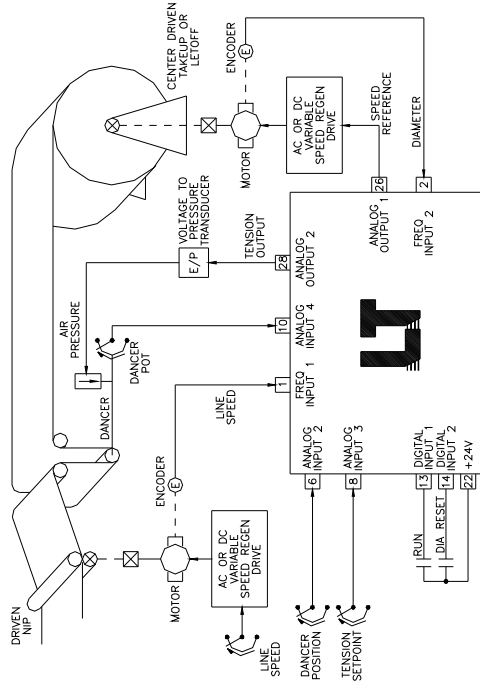 DRIVEN
NIP
LINE
SPEED
AC OR DC
VARIABLE
SPEED REGEN
DRIVE
MOTOR
ENCODER
E
LINE
SPEED
DANCER
AIR
PRESSURE
DANCER
POT
E/P
VOLTAGE TO
PRESSURE
TRANSDUCER
TENSION
OUTPUT
CENTER DRIVEN
TAKEUP OR
LETOFF
MOTOR
ENCODER
E
AC OR DC
VARIABLE
SPEED REGEN
DRIVE
SPEED
REFERENCE
DIAMETER
DANCER
POSITION
TENSION
SETPOINT
RUN
DIA RESET
6
ANALOG
INPUT 2
8
ANALOG
INPUT 3
13
DIGITAL
INPUT 1
14
DIGITAL
INPUT 2
22
+24V
1
FREQ
INPUT 1
10
ANALOG
INPUT 4
28
ANALOG
OUTPUT 2
26
ANALOG
OUTPUT 1
2
FREQ
INPUT 2